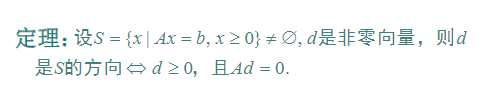 定理：设S = {x | Ax = b, x ≥ 0} ≠ ∅, d是非零向量，则d
是S的方向 ⇔ d ≥ 0, 且Ad = 0.